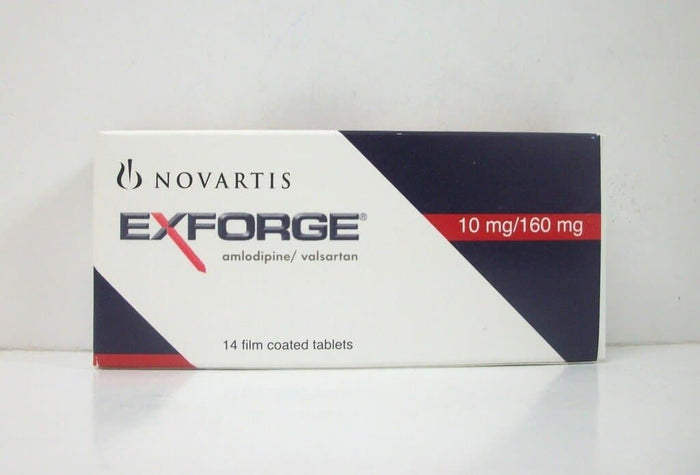 NOVARTIS
EXFORGE®
amlodipine/ valsartan
10 mg/160 mg
14 film coated tablets